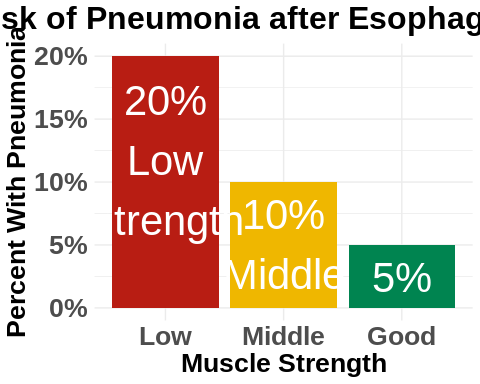 sk of Pneumonia after Esophag
Percent With Pneumonia
20%
15%
10%
5%
0%
20%
Low
trength
10%
Middle
5%
Low Middle Good
Muscle Strength